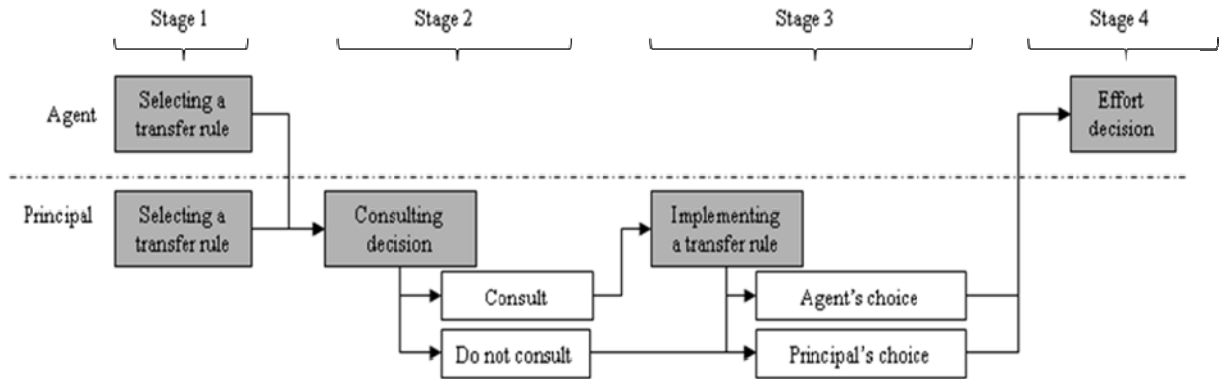 Stage 1
Stage 2
Stage 3
Stage 4
Agent
Selecting a
transfer rule
Effort
decision
Principal
Selecting a
transfer rule
Consulting
decision
Implementing
a transfer rule
Consult
Agent's choice
Do not consult
Principal's choice